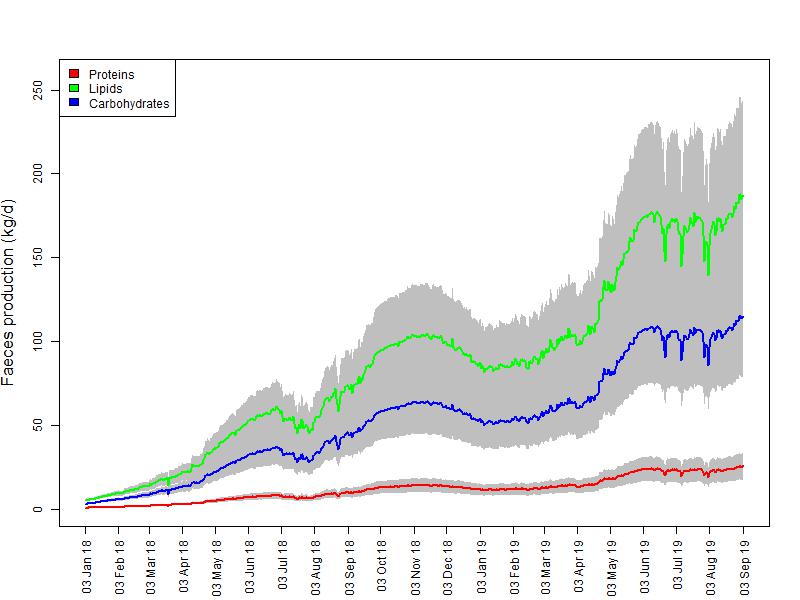 Proteins
Lipids
Carbohydrates
Faeces production (Kg/d)
250
200
150
100
50
0
03 Jan 18
03 Feb 18
03 Mar 18
03 Apr 18
03 May 18
03 Jun 18
03 Jul 18
03 Aug 18
03 Sep 18
03 Oct 18
03 Nov 18
03 Dec 18
03 Jan 19
03 Feb 19
03 Mar 19
03 Apr 19
03 May 19
03 Jun 19
03 Jul 19
03 Aug 19
03 Sep 19